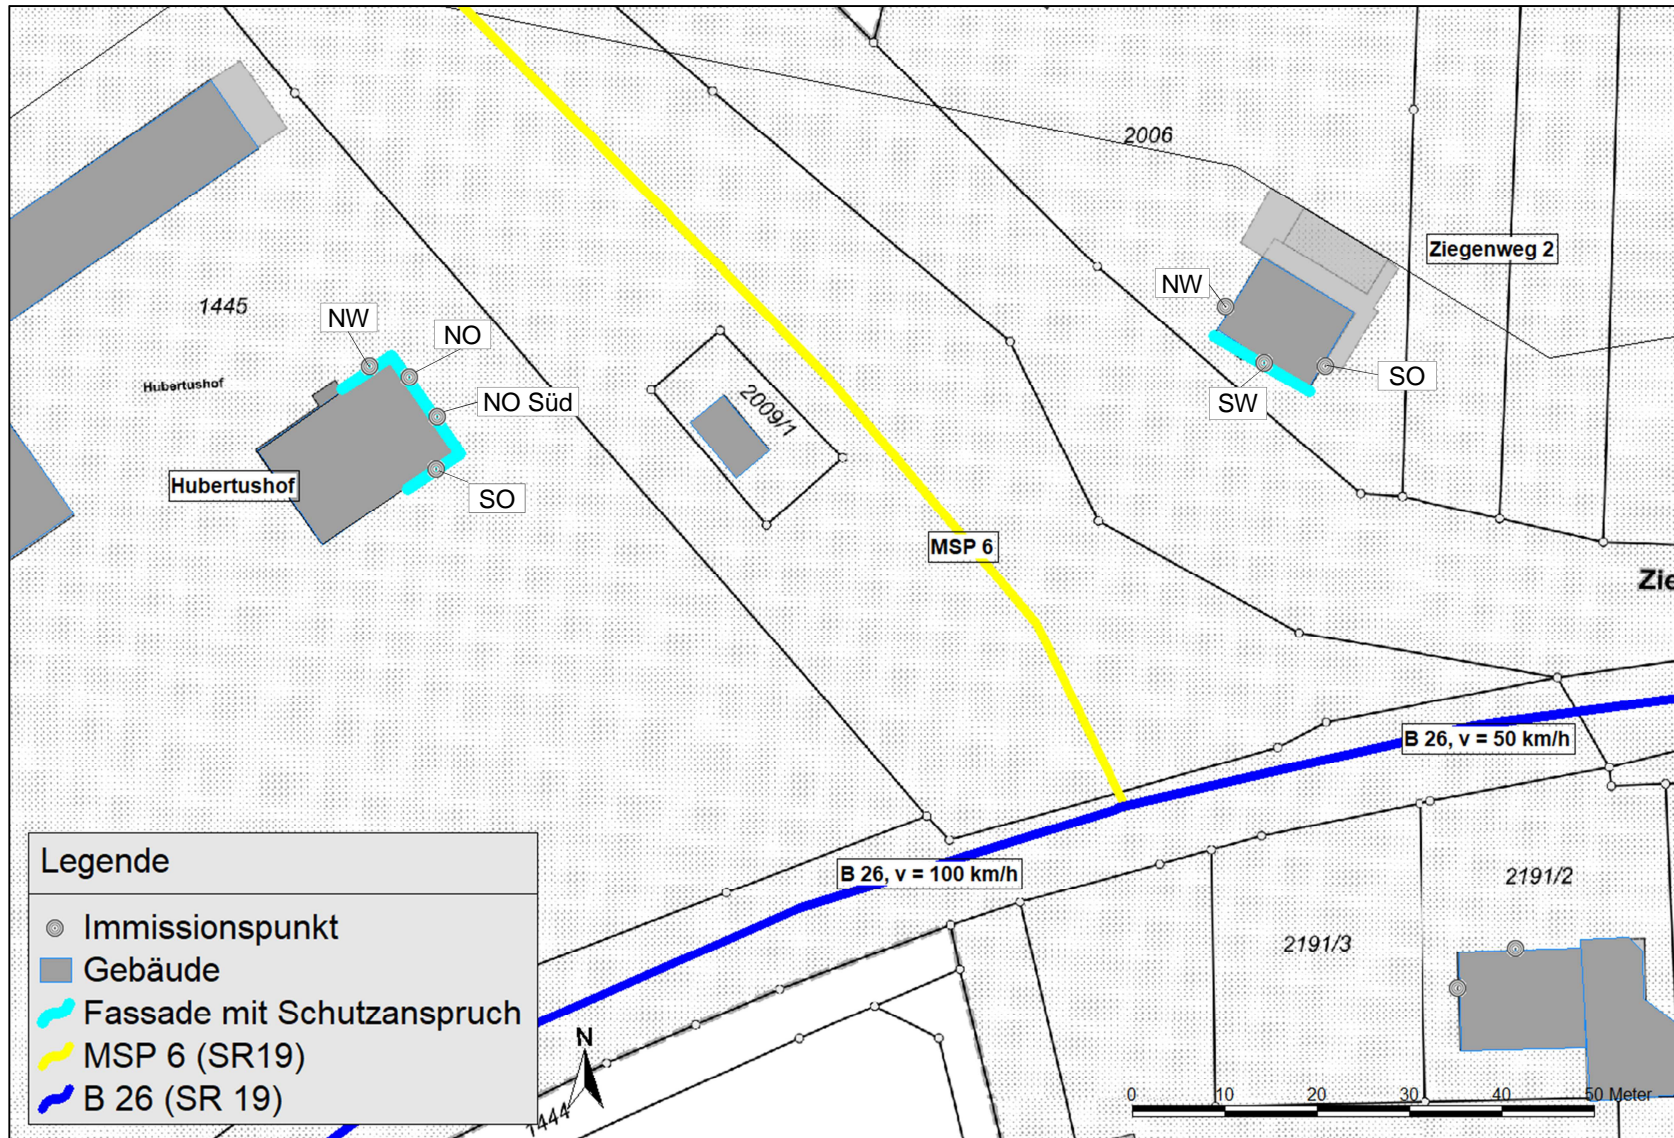 2006
Ziegenweg 2
NW
1445
NW
NO
Hubertushof
SO
2009/1
NO Süd
SW
Hubertushof
SO
MSP 6
Zie
B 26, v = 50 km/h
Legende
B 26, v = 100 km/h
2191/2
Immissionspunkt
2191/3
Gebäude
Fassade mit Schutzanspruch
N
MSP 6 (SR19)
B 26 (SR 19)
0 10 20 30 40 50 Meter
1444